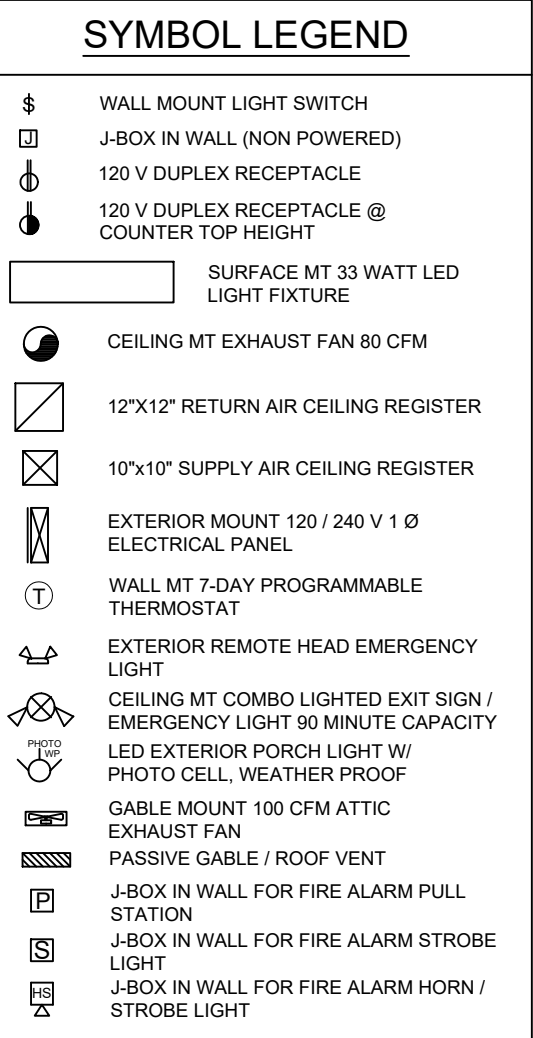 SYMBOL LEGEND
$ WALL MOUNT LIGHT SWITCH
J J-BOX IN WALL (NON POWERED)
120 V DUPLEX RECEPTACLE
120 V DUPLEX RECEPTACLE @
COUNTER TOP HEIGHT
SURFACE MT 33 WATT LED
LIGHT FIXTURE
CEILING MT EXHAUST FAN 80 CFM
12"X12" RETURN AIR CEILING REGISTER
10"x10" SUPPLY AIR CEILING REGISTER
EXTERIOR MOUNT 120 / 240 V 1 Ø
ELECTRICAL PANEL
T WALL MT 7-DAY PROGRAMMABLE
THERMOSTAT
EXTERIOR REMOTE HEAD EMERGENCY
LIGHT
CEILING MT COMBO LIGHTED EXIT SIGN /
EMERGENCY LIGHT 90 MINUTE CAPACITY
PHOTO
WP
LED EXTERIOR PORCH LIGHT W/
PHOTO CELL, WEATHER PROOF
GABLE MOUNT 100 CFM ATTIC
EXHAUST FAN
PASSIVE GABLE / ROOF VENT
P J-BOX IN WALL FOR FIRE ALARM PULL
STATION
S J-BOX IN WALL FOR FIRE ALARM STROBE
LIGHT
HS J-BOX IN WALL FOR FIRE ALARM HORN /
STROBE LIGHT